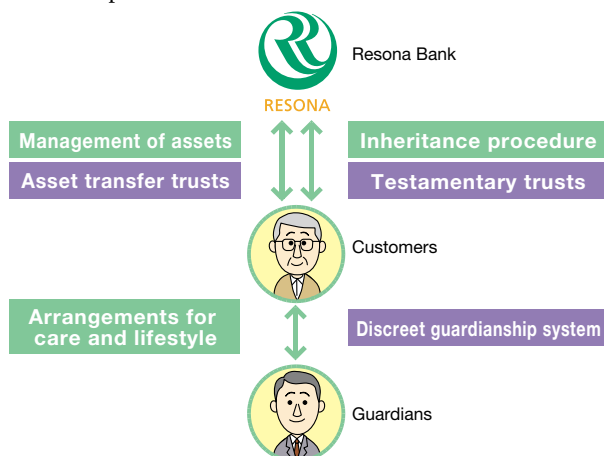 Resona Bank
RESONA
Management of assets
Inheritance procedure
Asset transfer trusts
Testamentary trusts
Customers
Arrangements for
care and lifestyle
Discreet guardianship system
Guardians